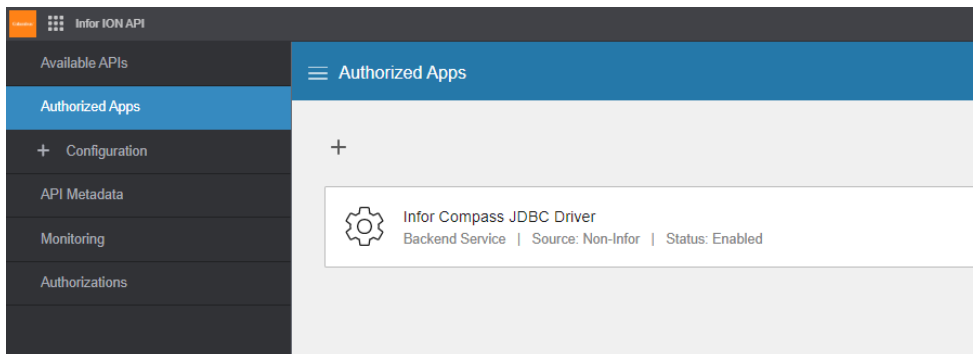 Infor ION API
Available APIs
Authorized Apps
+ Configuration
API Metadata
Monitoring
Authorizations
Authorized Apps
+
Infor Compass JDBC Driver
Backend Service | Source: Non-Infor | Status: Enabled